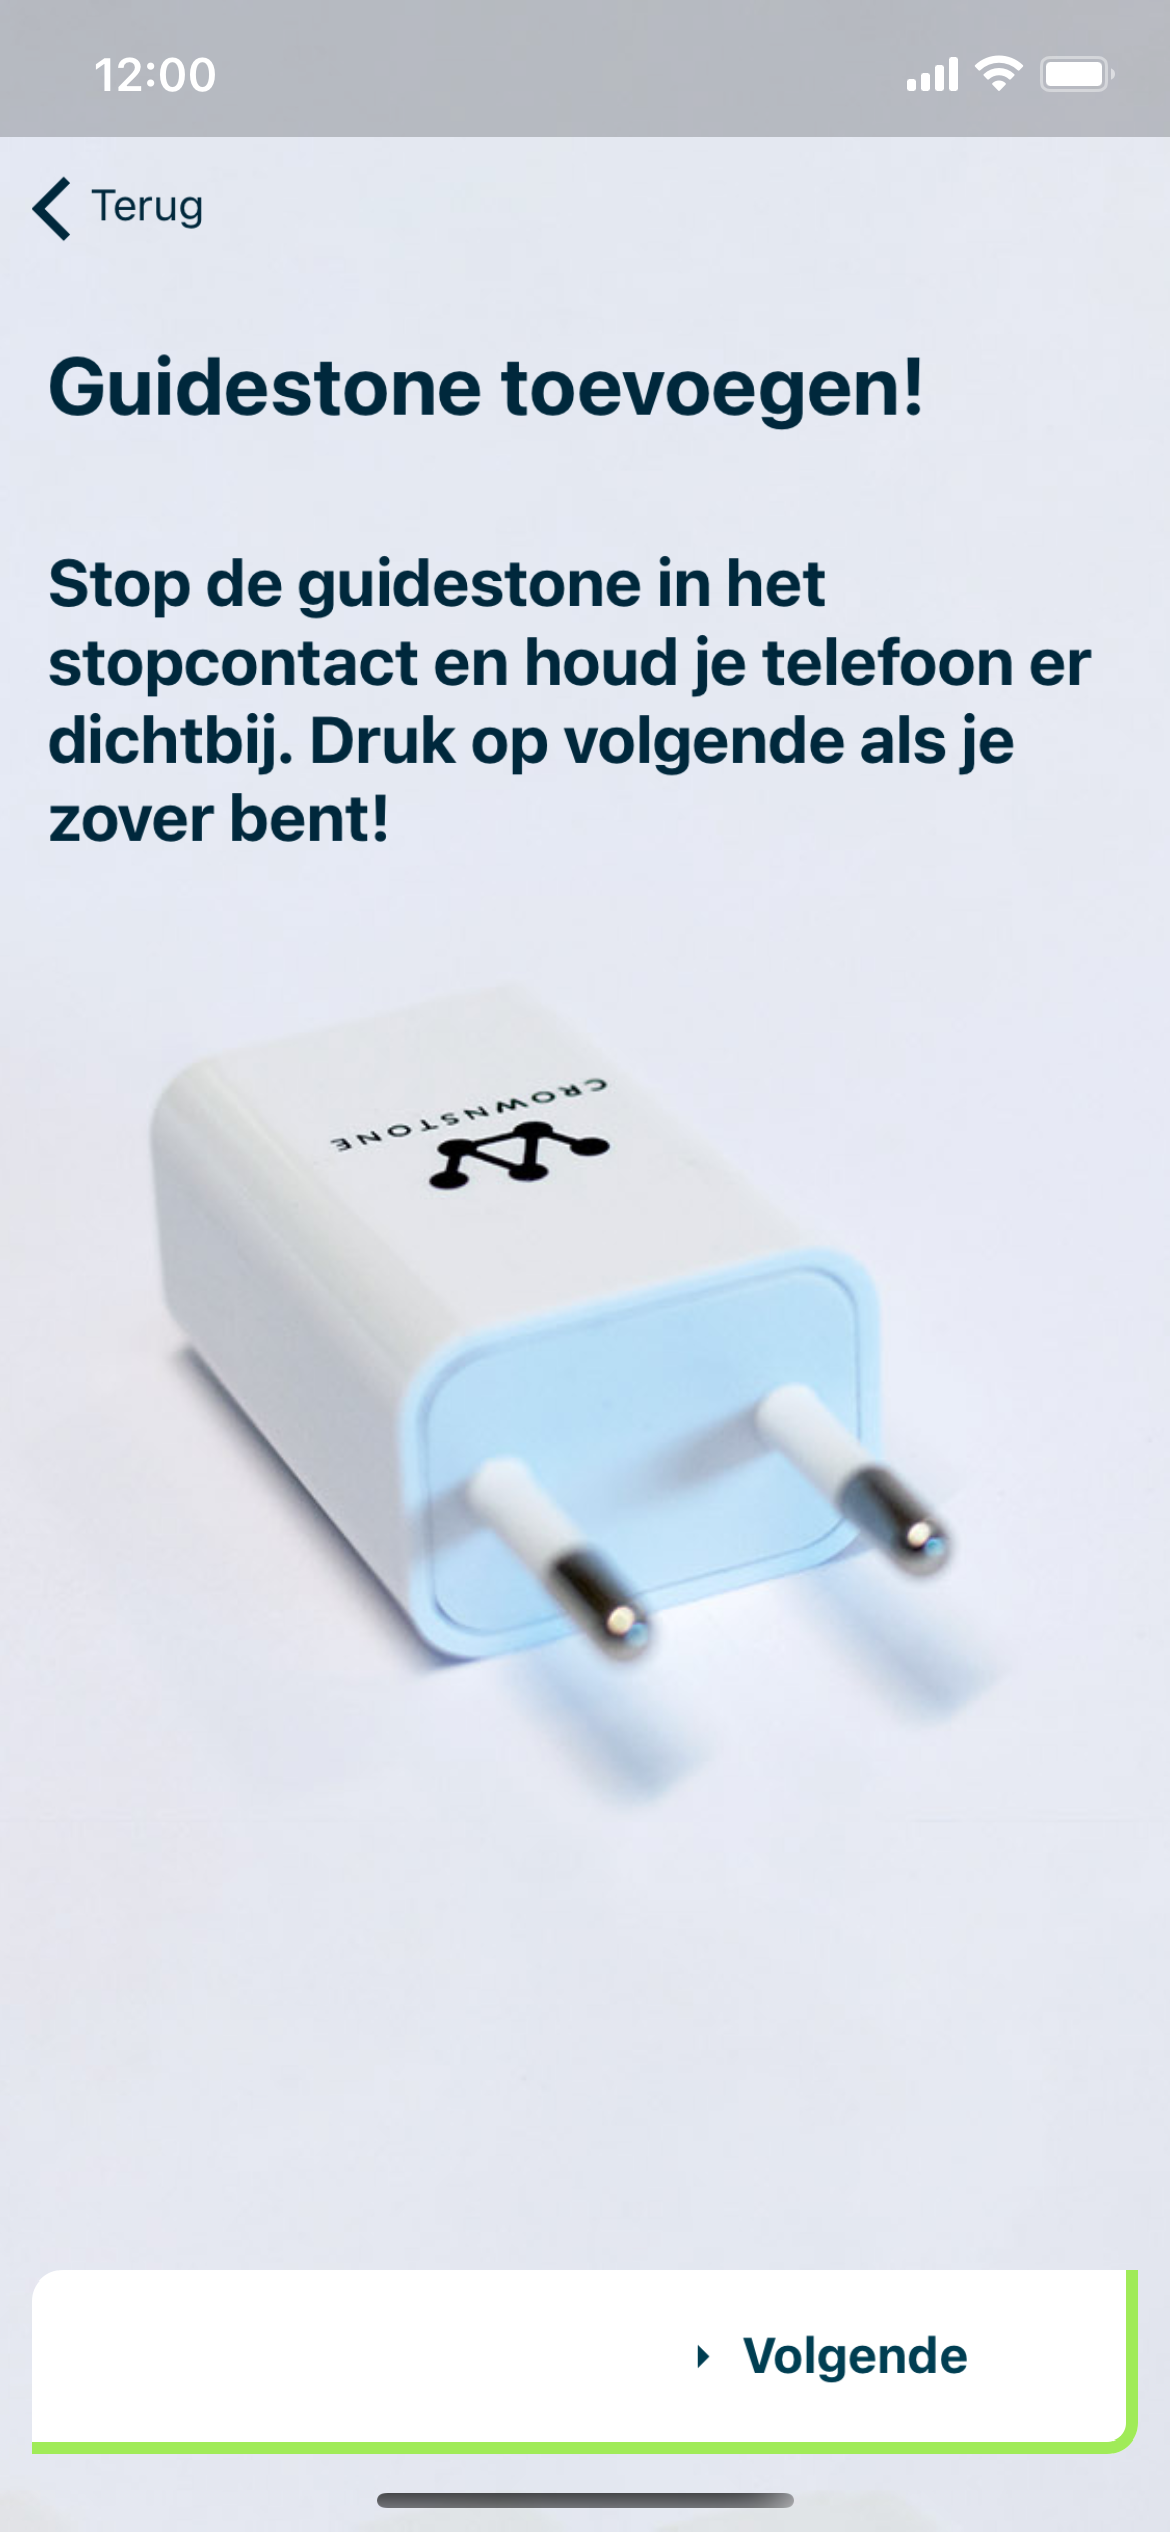 12:00
Terug
Guidestone toevoegen!
Stop de guidestone in het
stopcontact en houd je telefoon er
dichtbij. Druk op volgende als je
zover bent!
CROWNSTONE
Volgende